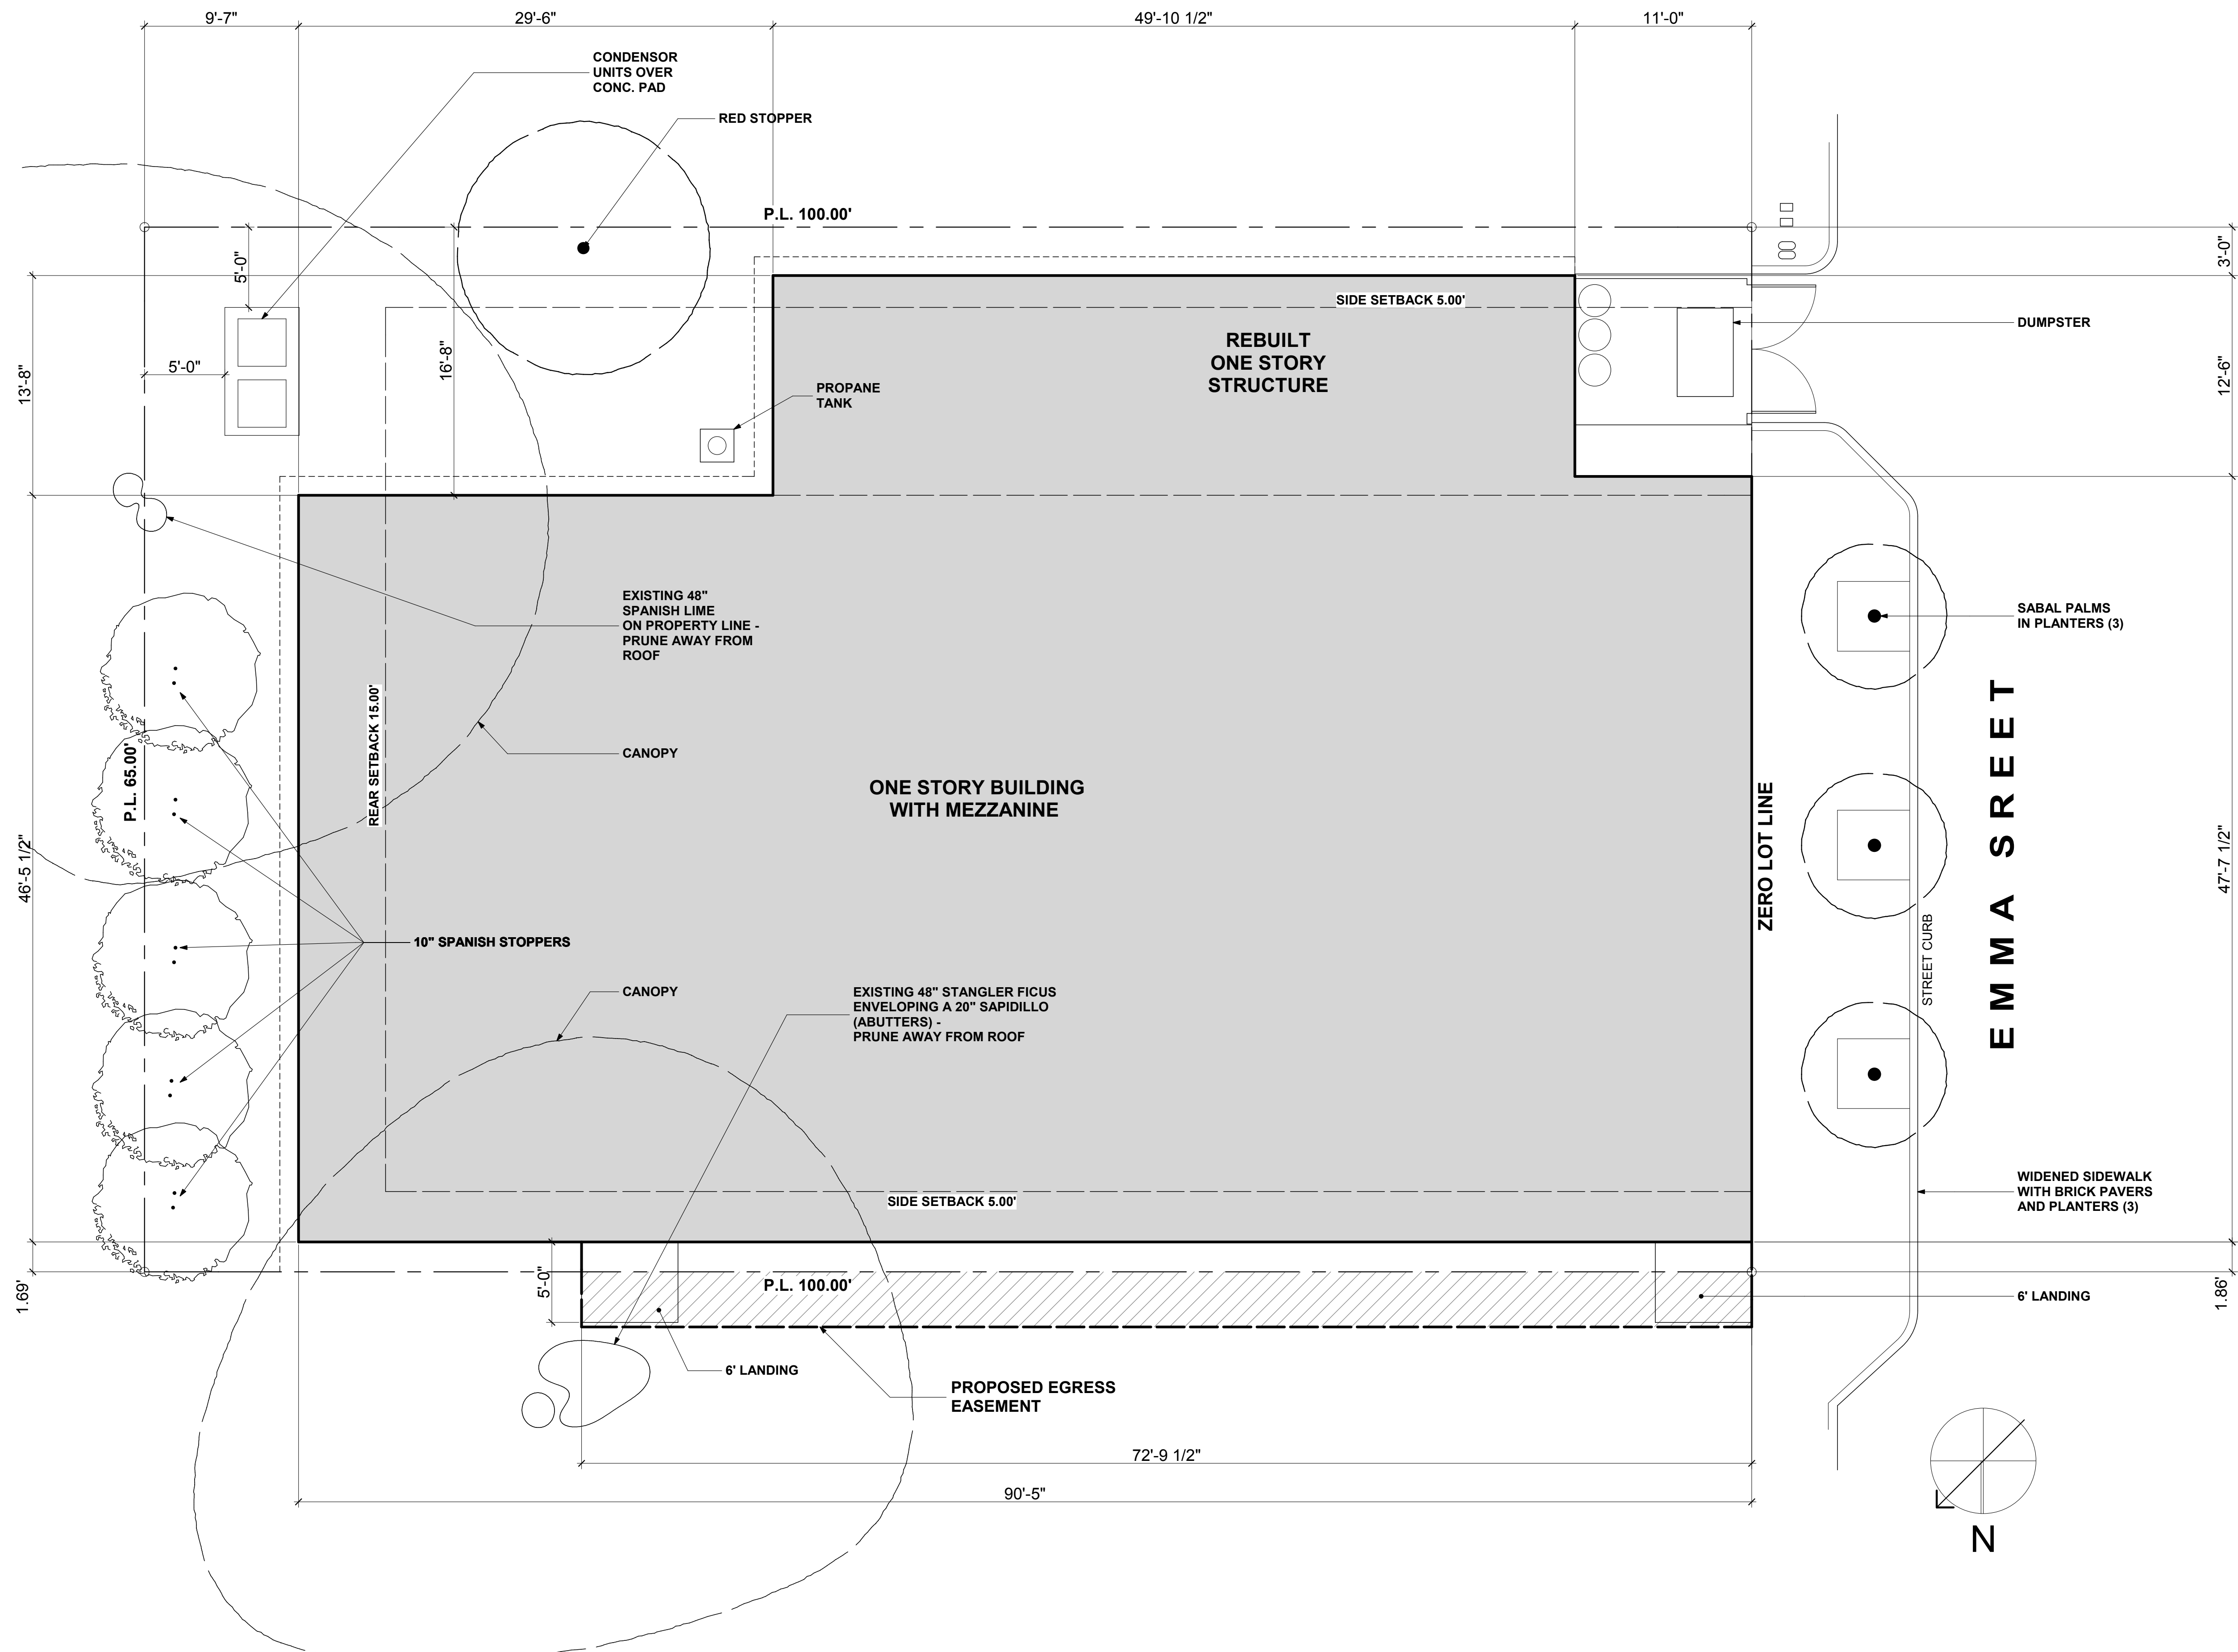 9'-7"
29'-6"
49'-10 1/2"
11'-0"
CONDENSOR
UNITS OVER
CONC. PAD
RED STOPPER
P.L. 100.00'
5'-0"
3'-0"
SIDE SETBACK 5.00'
DUMPSTER
REBUILT
ONE STORY
STRUCTURE
13'-8"
5'-0"
16'-8"
12'-6"
PROPANE
TANK
EXISTING 48"
SPANISH LIME
ON PROPERTY LINE -
PRUNE AWAY FROM
ROOF
SABAL PALMS
IN PLANTERS (3)
REAR SETBACK 15.00'
P.L. 65.00'
CANOPY
ONE STORY BUILDING
WITH MEZZANINE
ZERO LOT LINE
EMMA SREET
46'-5 1/2"
47'-7 1/2"
STREET CURB
10" SPANISH STOPPERS
CANOPY
EXISTING 48" STANGLER FICUS
ENVELOPING A 20" SAPIDILLO
(ABUTTERS) -
PRUNE AWAY FROM ROOF
WIDENED SIDEWALK
WITH BRICK PAVERS
AND PLANTERS (3)
SIDE SETBACK 5.00'
1.69'
5'-0"
P.L. 100.00'
6' LANDING
1.86'
6' LANDING
PROPOSED EGRESS
EASEMENT
72'-9 1/2"
90'-5"
N